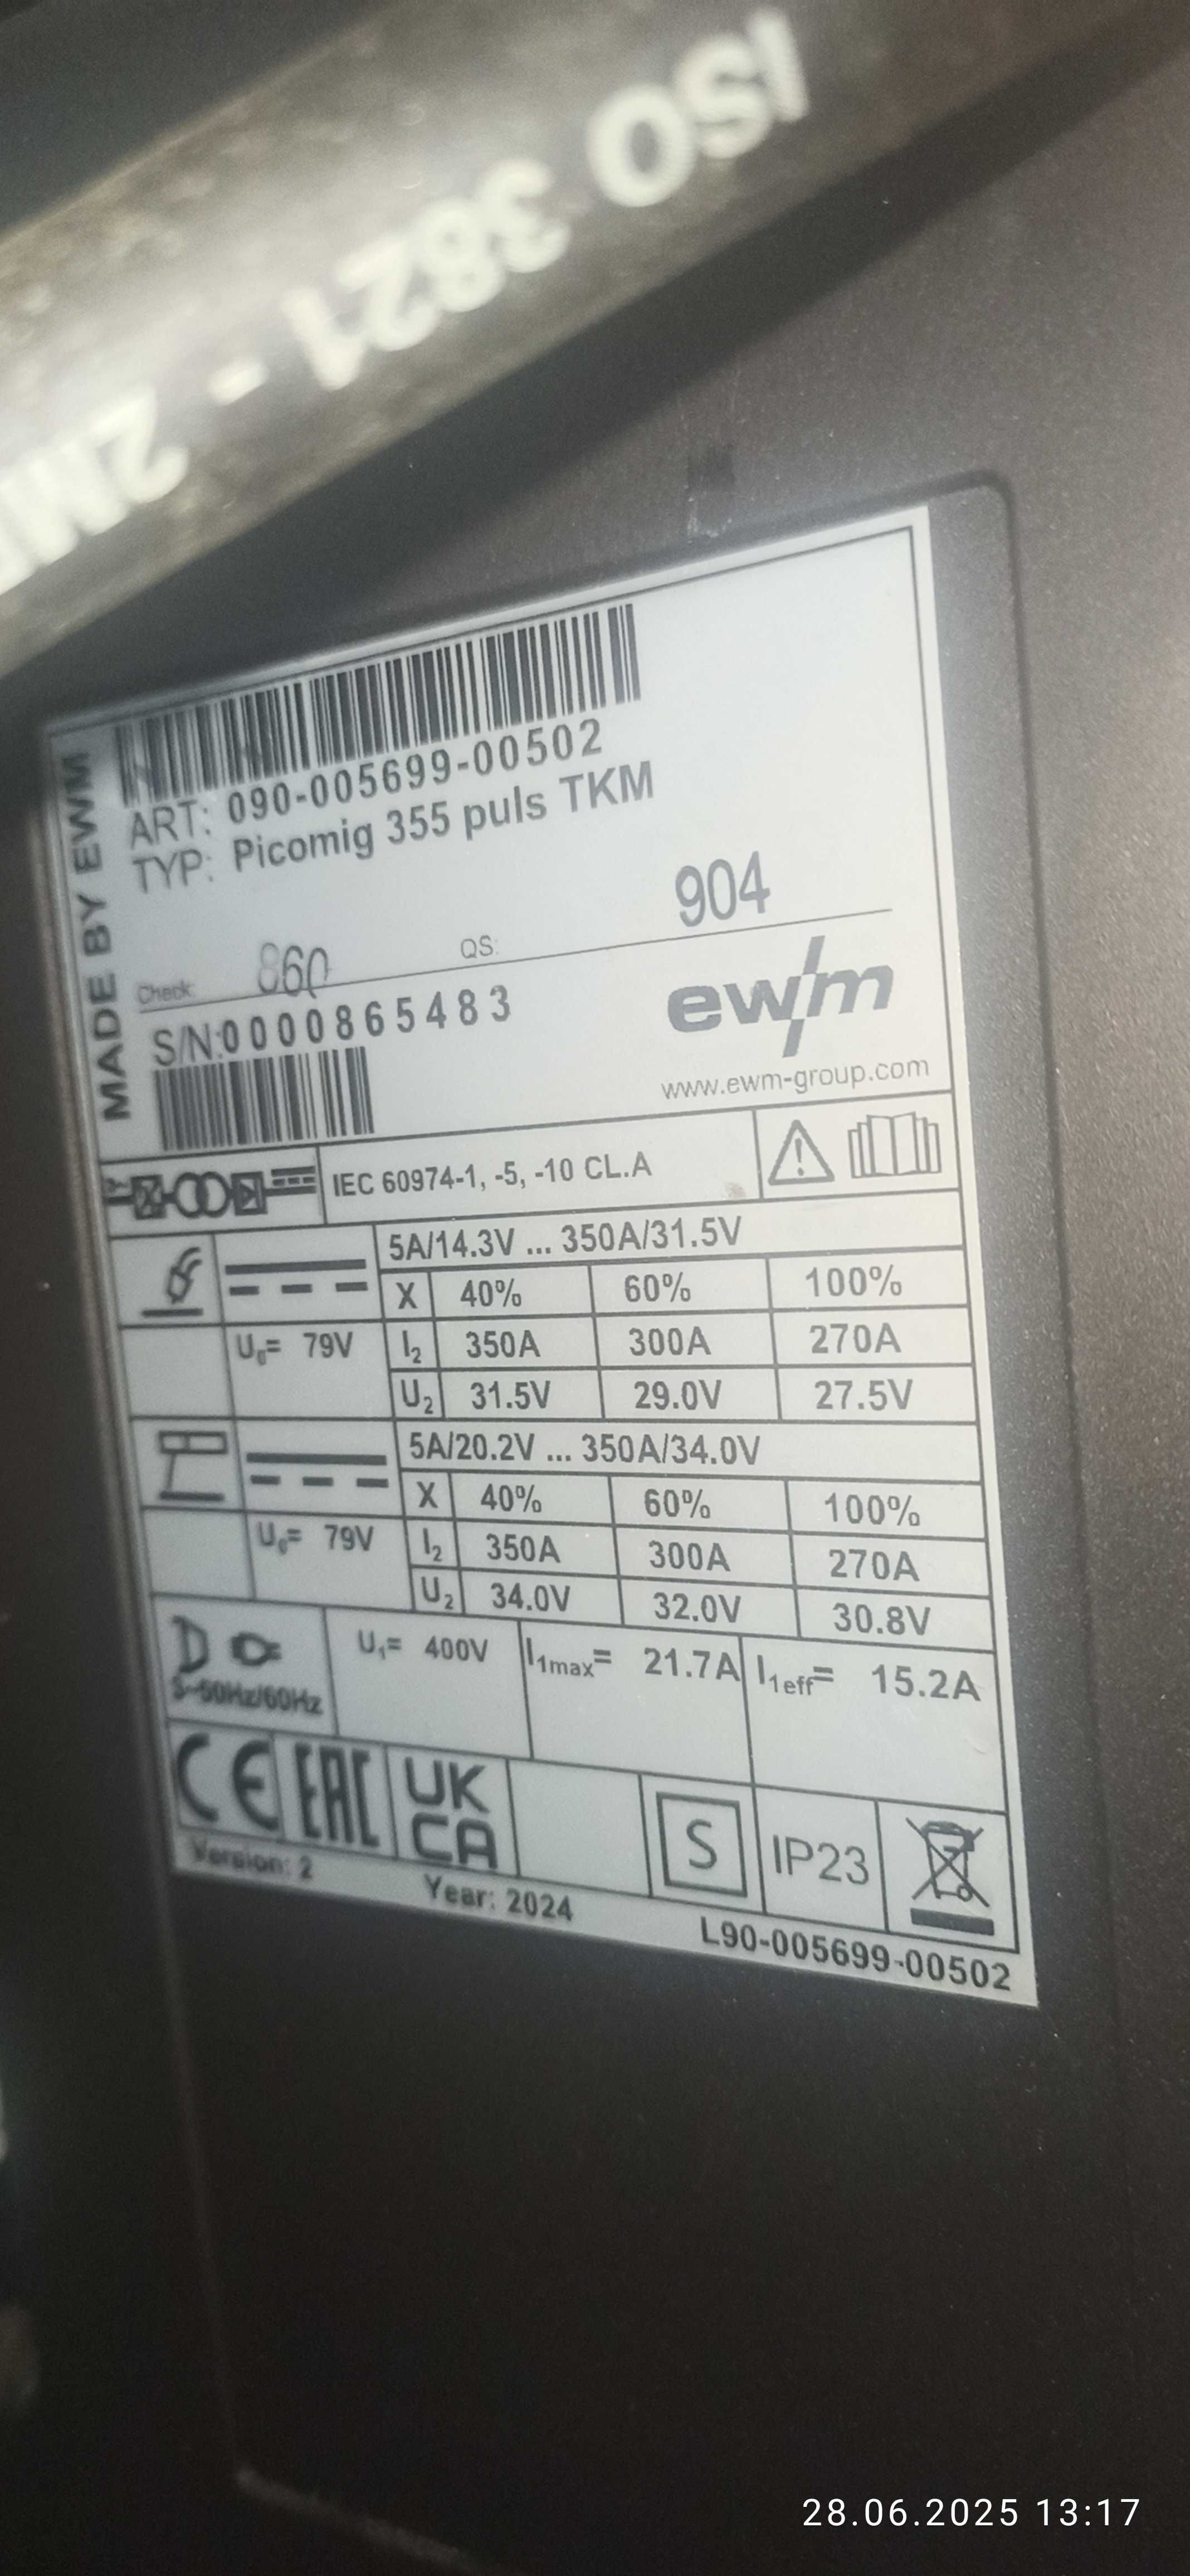 ISO 3821 - 2
MADE BY EWM
ART: 090-005699-00502
TYP: Picomig 355 puls TKM
Check: 860 QS: 904
S/N:0000865483
ewm
www.ewm-group.com
IEC 60974-1, -5, -10 CL.A
5A/14.3V ... 350A/31.5V
X 40% 60% 100%
U₀= 79V I₂ 350A 300A 270A
U₂ 31.5V 29.0V 27.5V
5A/20.2V ... 350A/34.0V
X 40% 60% 100%
U₀= 79V I₂ 350A 300A 270A
U₂ 34.0V 32.0V 30.8V
3~50Hz/60Hz U₁= 400V I₁max= 21.7A I₁eff= 15.2A
CE EAC UK CA S IP23
Version: 2 Year: 2024 L90-005699-00502
28.06.2025 13:17